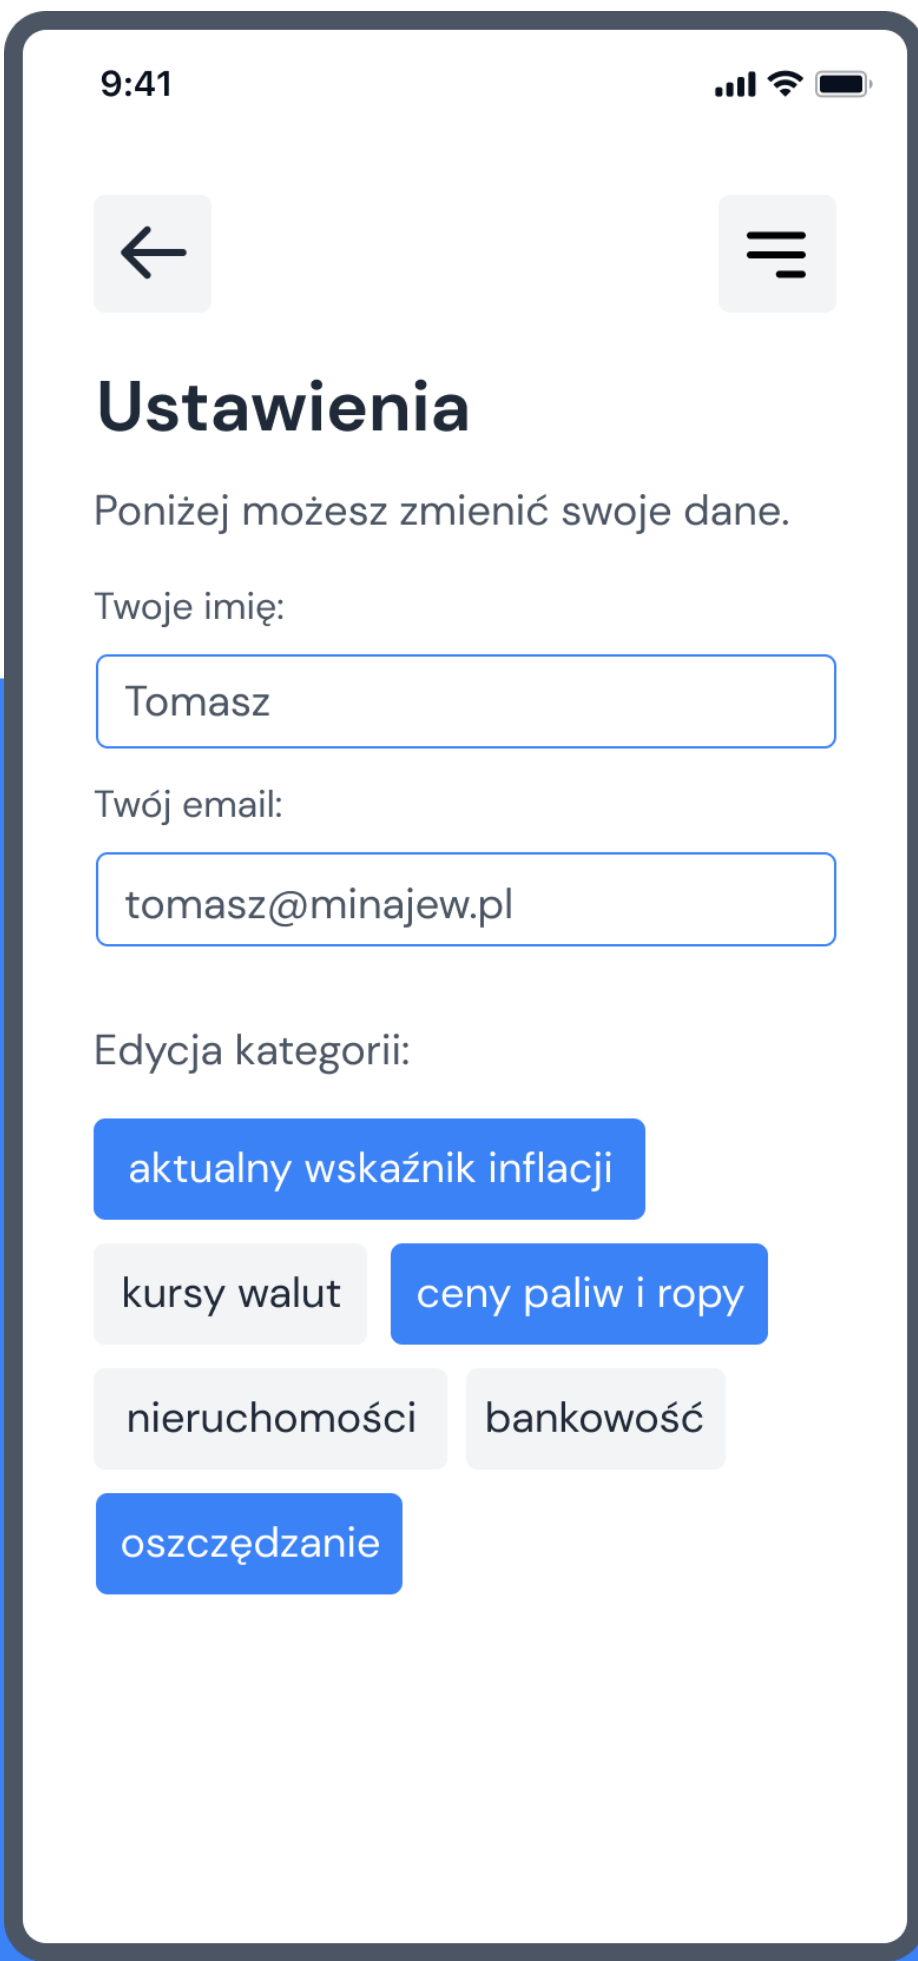 9:41
Ustawienia
Poniżej możesz zmienić swoje dane.
Twoje imię:
Tomasz
Twój email:
tomasz@minajew.pl
Edycja kategorii:
aktualny wskaźnik inflacji
kursy walut ceny paliw i ropy
nieruchomości bankowość
oszczędzanie